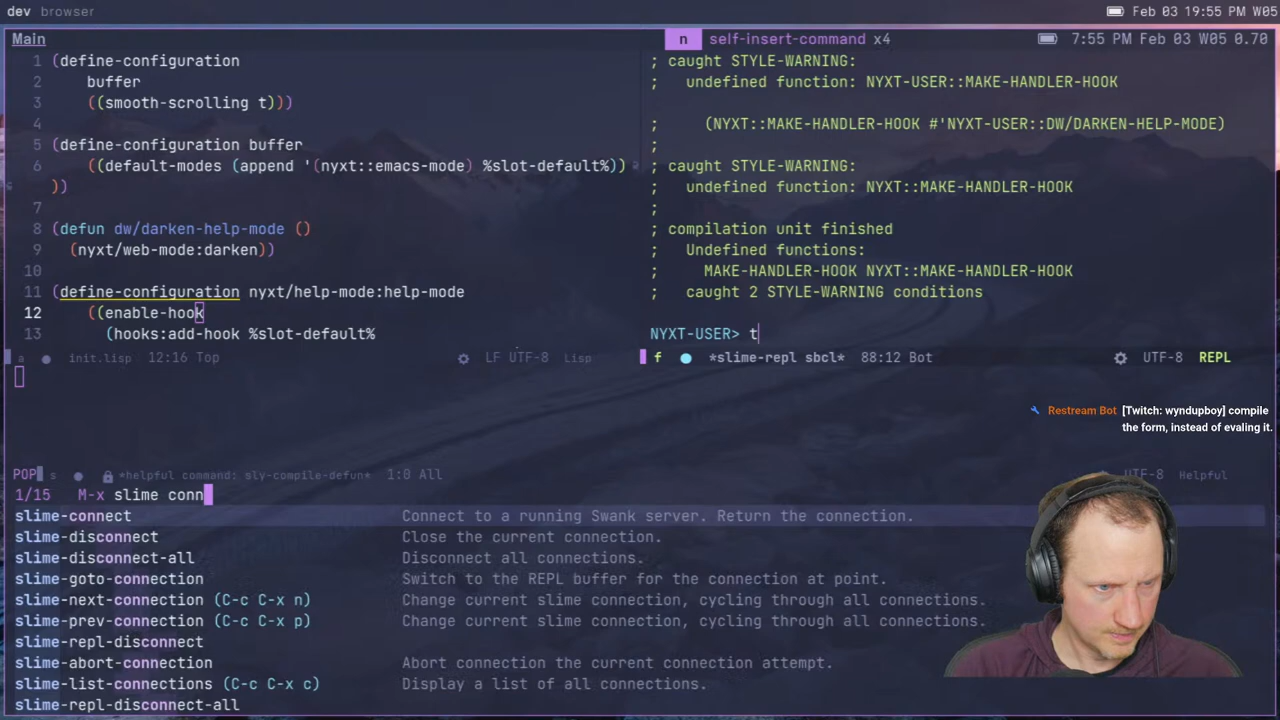 dev browser
Feb 03 19:55 PM W05
Main
n self-insert-command x4
7:55 PM Feb 03 W05 0.70
1 (define-configuration
2 buffer
3 ((smooth-scrolling t)))
4
5 (define-configuration buffer
6 ((default-modes (append '(nyxt::emacs-mode) %slot-default%))
))
7
8 (defun dw/darken-help-mode ()
9 (nyxt/web-mode:darken))
10
11 (define-configuration nyxt/help-mode:help-mode
12 ((enable-hook
13 (hooks:add-hook %slot-default%
a init.lisp 12:16 Top LF UTF-8 Lisp
; caught STYLE-WARNING:
; undefined function: NYXT-USER::MAKE-HANDLER-HOOK
; (NYXT::MAKE-HANDLER-HOOK #'NYXT-USER::DW/DARKEN-HELP-MODE)
;
; caught STYLE-WARNING:
; undefined function: NYXT::MAKE-HANDLER-HOOK
;
; compilation unit finished
; Undefined functions:
; MAKE-HANDLER-HOOK NYXT::MAKE-HANDLER-HOOK
; caught 2 STYLE-WARNING conditions
NYXT-USER> t
f *slime-repl sbcl* 88:12 Bot UTF-8 REPL
Restream Bot [Twitch: wyndupboy] compile
the form, instead of evaling it.
POP s *helpful command: sly-compile-defun* 1:0 All UTF-8 Helpful
1/15 M-x slime conn
slime-connect Connect to a running Swank server. Return the connection.
slime-disconnect Close the current connection.
slime-disconnect-all Disconnect all connections.
slime-goto-connection Switch to the REPL buffer for the connection at point.
slime-next-connection (C-c C-x n) Change current slime connection, cycling through all connections.
slime-prev-connection (C-c C-x p) Change current slime connection, cycling through all connections.
slime-repl-disconnect
slime-abort-connection Abort connection the current connection attempt.
slime-list-connections (C-c C-x c) Display a list of all connections.
slime-repl-disconnect-all